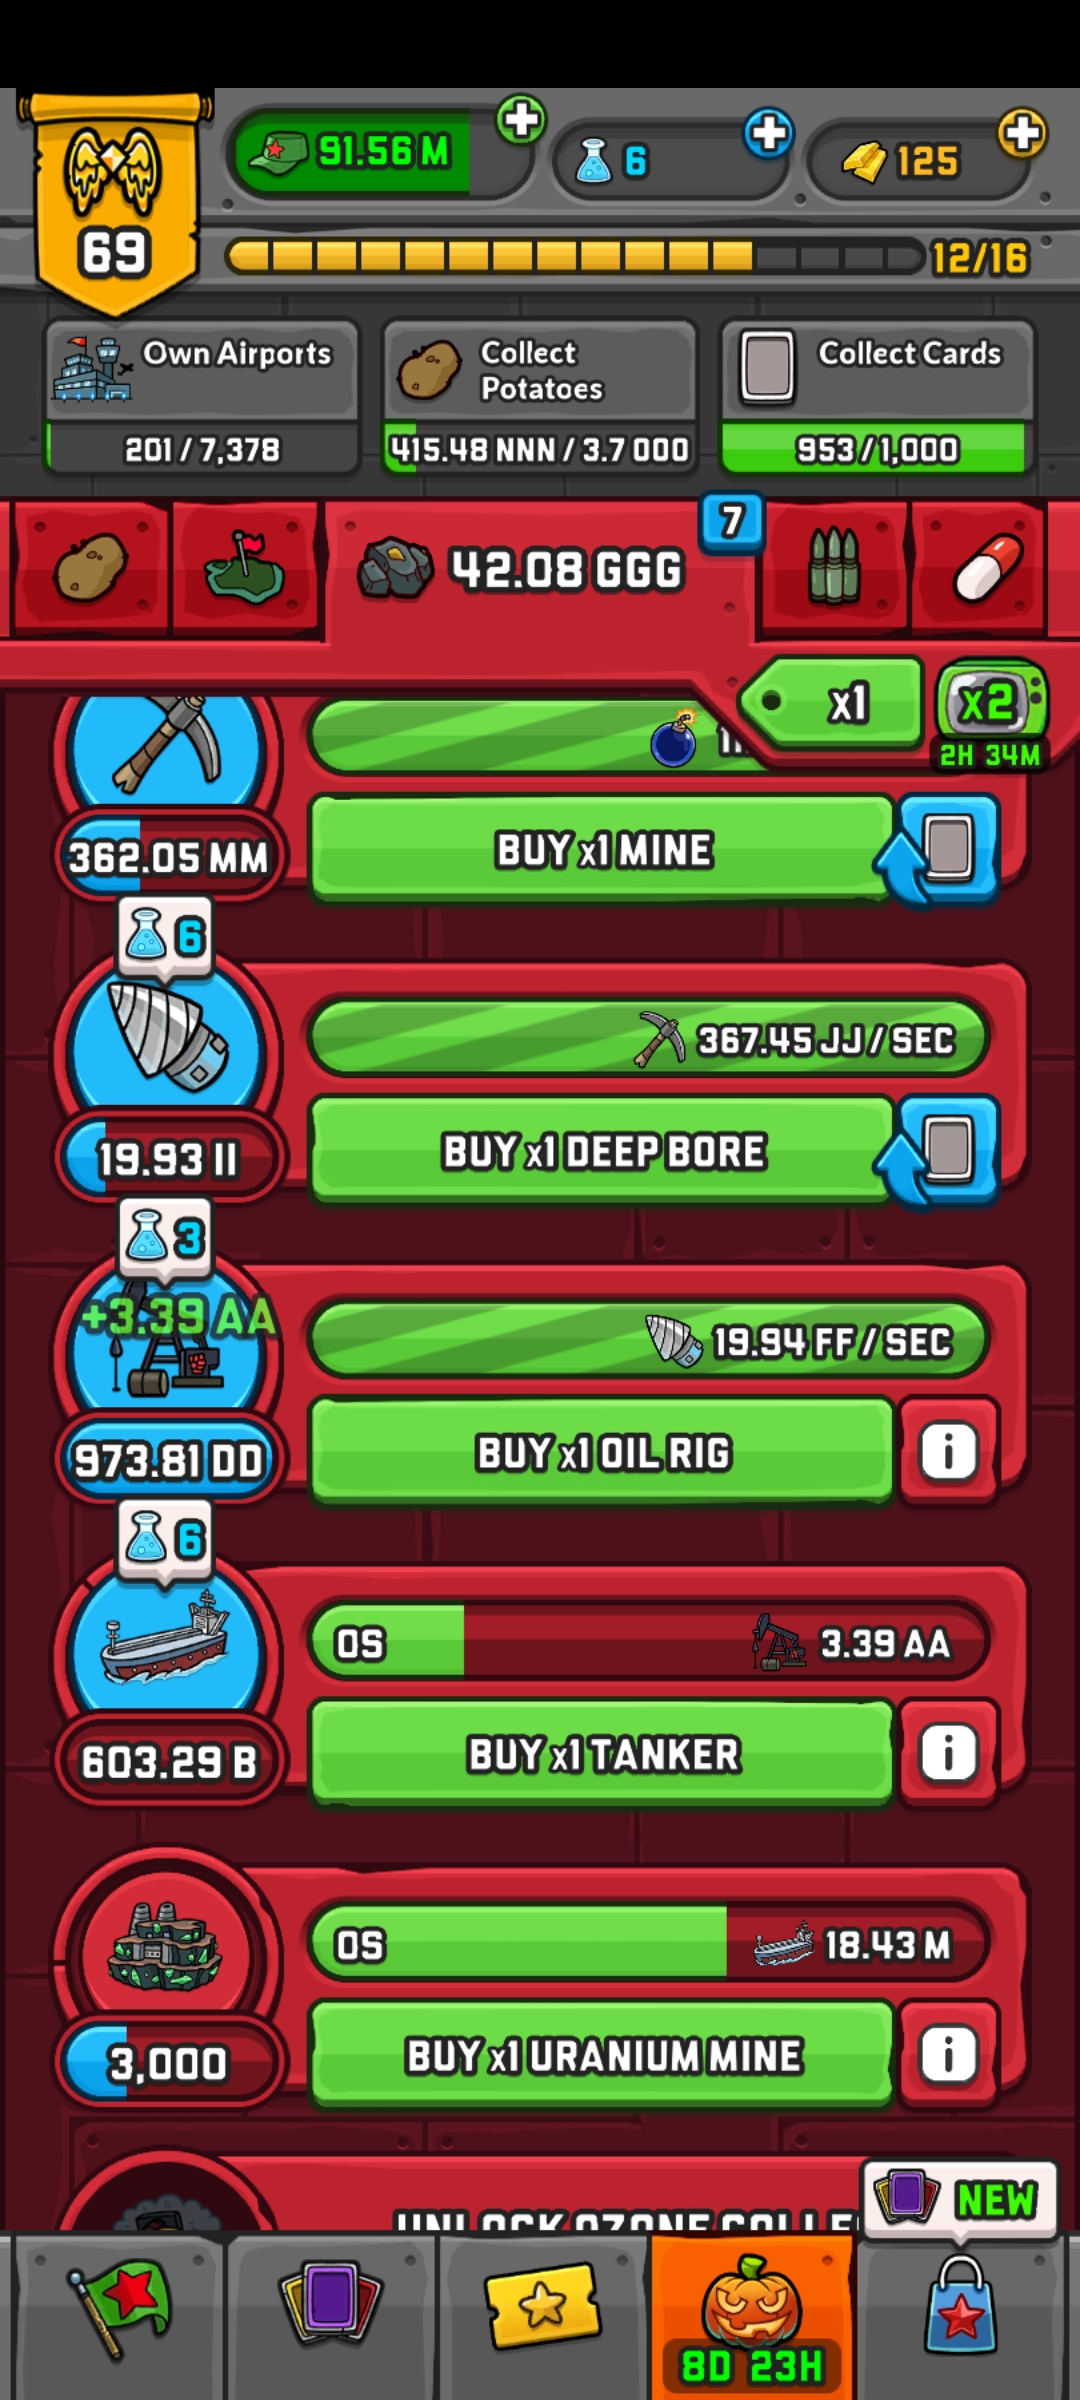 91.56 M
6
125
69
12/16
Own Airports
201 / 7,378
Collect
Potatoes
415.48 NNN / 3.7 OOO
Collect Cards
953 / 1,000
42.08 GGG
7
x1
x2
2H 34M
362.05 MM
BUY x1 MINE
6
367.45 JJ / SEC
19.93 II
BUY x1 DEEP BORE
3
+3.39 AA
19.94 FF / SEC
973.81 DD
BUY x1 OIL RIG
6
0S
3.39 AA
603.29 B
BUY x1 TANKER
0S
18.43 M
3,000
BUY x1 URANIUM MINE
UNLOCK OZONE
NEW
8D 23H